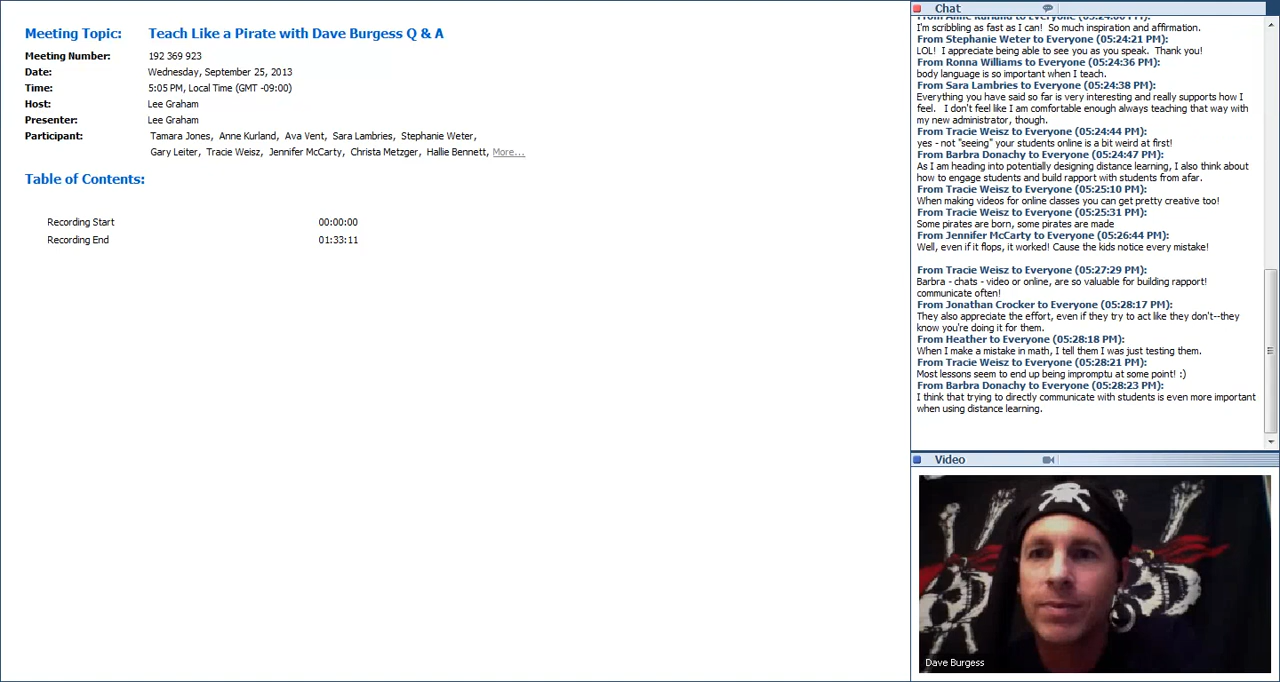 Meeting Topic: Teach Like a Pirate with Dave Burgess Q & A
Meeting Number: 192 369 923
Date: Wednesday, September 25, 2013
Time: 5:05 PM, Local Time (GMT -09:00)
Host: Lee Graham
Presenter: Lee Graham
Participant: Tamara Jones, Anne Kurland, Ava Vent, Sara Lambries, Stephanie Weter,
Gary Leiter, Tracie Weisz, Jennifer McCarty, Christa Metzger, Hallie Bennett, More...
Table of Contents:
Recording Start 00:00:00
Recording End 01:33:11
Chat
From Anne Kurland to Everyone
I'm scribbling as fast as I can! So much inspiration and affirmation.
From Stephanie Weter to Everyone (05:24:21 PM):
LOL! I appreciate being able to see you as you speak. Thank you!
From Ronna Williams to Everyone (05:24:36 PM):
body language is so important when I teach.
From Sara Lambries to Everyone (05:24:38 PM):
Everything you have said so far is very interesting and really supports how I
feel. I don't feel like I am comfortable enough always teaching that way with
my new administrator, though.
From Tracie Weisz to Everyone (05:24:44 PM):
yes - not "seeing" your students online is a bit weird at first!
From Barbra Donachy to Everyone (05:24:47 PM):
As I am heading into potentially designing distance learning, I also think about
how to engage students and build rapport with students from afar.
From Tracie Weisz to Everyone (05:25:10 PM):
When making videos for online classes you can get pretty creative too!
From Tracie Weisz to Everyone (05:25:31 PM):
Some pirates are born, some pirates are made
From Jennifer McCarty to Everyone (05:26:44 PM):
Well, even if it flops, it worked! Cause the kids notice every mistake!
From Tracie Weisz to Everyone (05:27:29 PM):
Barbra - chats - video or online, are so valuable for building rapport!
communicate often!
From Jonathan Crocker to Everyone (05:28:17 PM):
They also appreciate the effort, even if they try to act like they don't--they
know you're doing it for them.
From Heather to Everyone (05:28:18 PM):
When I make a mistake in math, I tell them I was just testing them.
From Tracie Weisz to Everyone (05:28:21 PM):
Most lessons seem to end up being impromptu at some point! :)
From Barbra Donachy to Everyone (05:28:23 PM):
I think that trying to directly communicate with students is even more important
when using distance learning.
Video
Dave Burgess